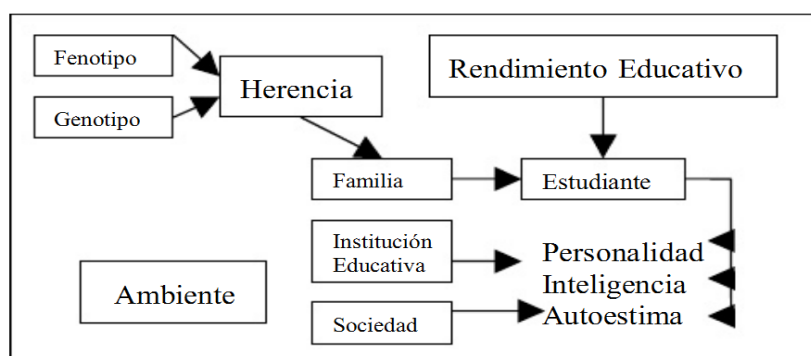 Fenotipo
Genotipo
Herencia
Rendimiento Educativo
Familia
Estudiante
Institución
Educativa
Ambiente
Sociedad
Personalidad
Inteligencia
Autoestima